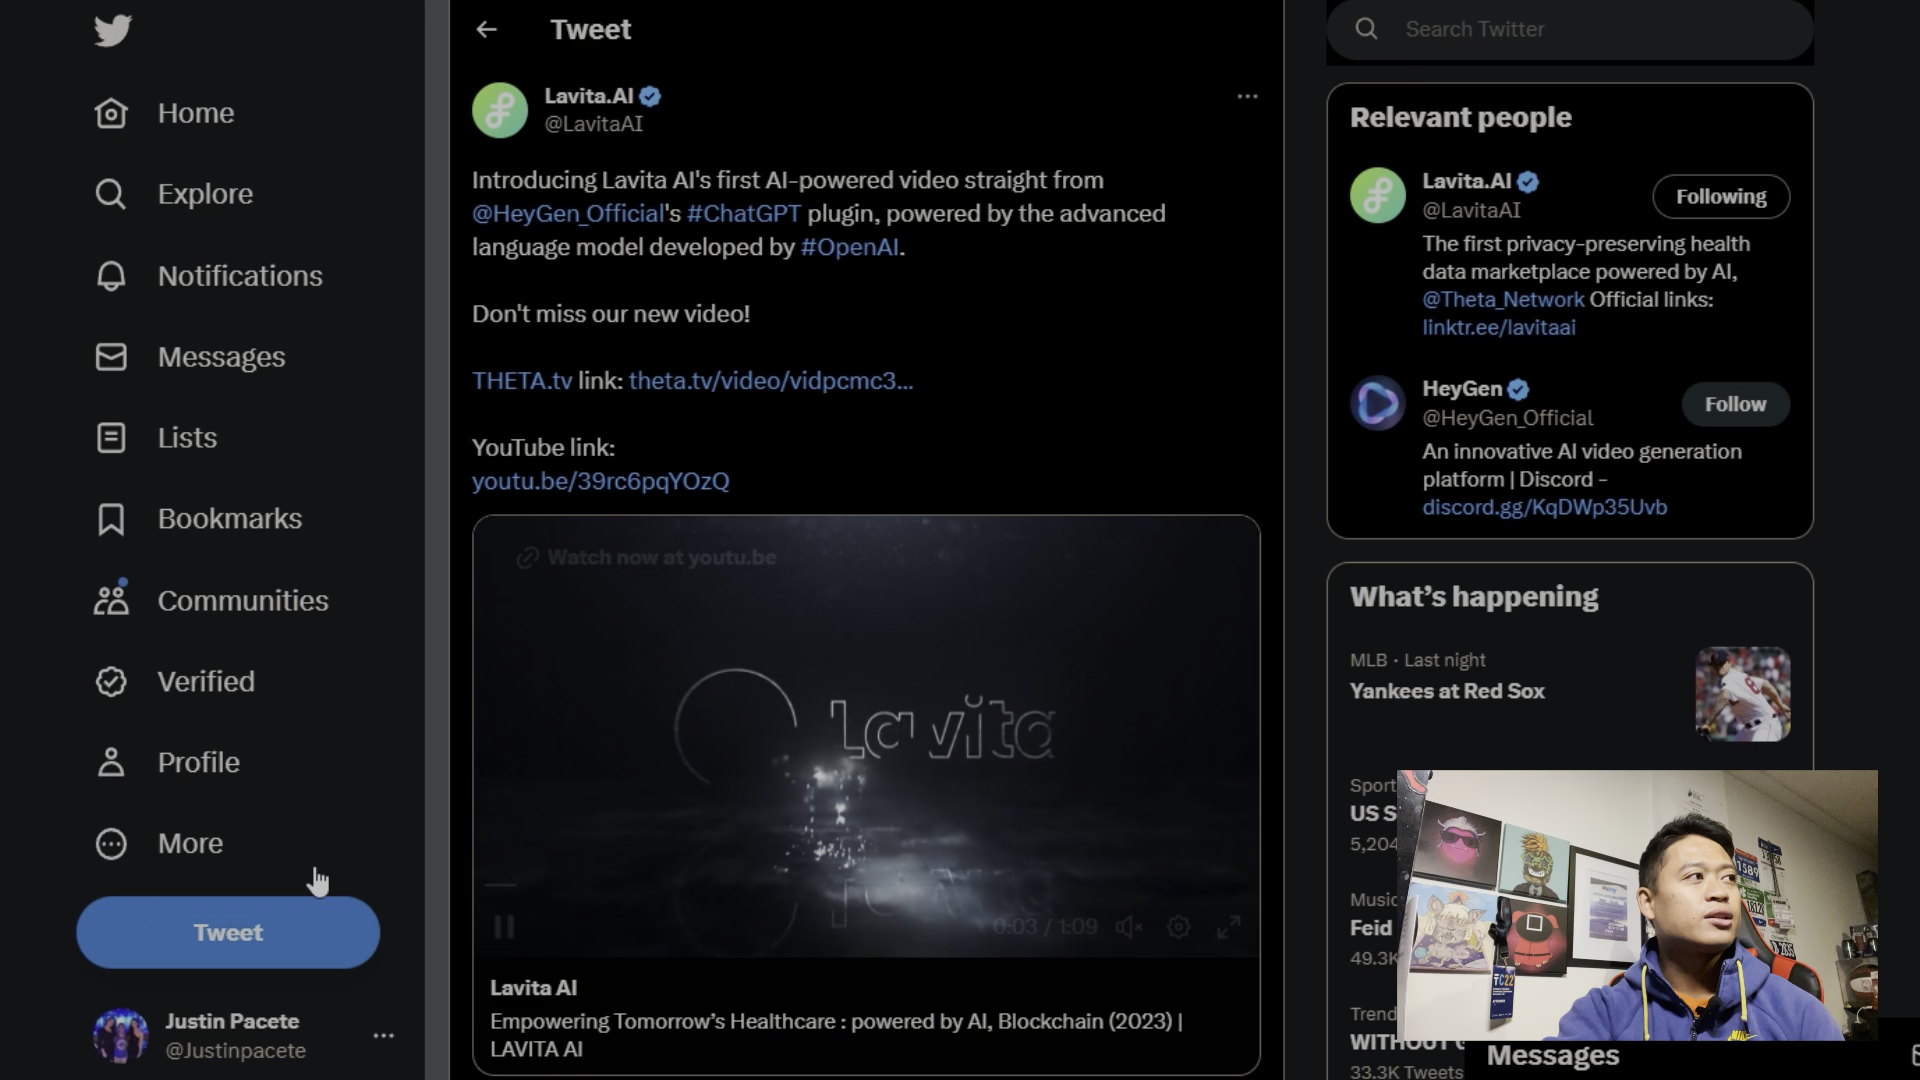 Home
Explore
Notifications
Messages
Lists
Bookmarks
Communities
Verified
Profile
More
Tweet
Justin Pacete
@Justinpacete
Tweet
Lavita.AI
@LavitaAI
Introducing Lavita AI's first AI-powered video straight from
@HeyGen_Official's #ChatGPT plugin, powered by the advanced
language model developed by #OpenAI.
Don't miss our new video!
THETA.tv link: theta.tv/video/vidpcmc3...
YouTube link:
youtu.be/39rc6pqYOzQ
Watch now at youtu.be
Lavita
0:03 / 1:09
Lavita AI
Empowering Tomorrow's Healthcare : powered by AI, Blockchain (2023) |
LAVITA AI
Search Twitter
Relevant people
Lavita.AI
@LavitaAI
Following
The first privacy-preserving health
data marketplace powered by AI,
@Theta_Network Official links:
linktr.ee/lavitaai
HeyGen
@HeyGen_Official
Follow
An innovative AI video generation
platform | Discord -
discord.gg/KqDWp35Uvb
What's happening
MLB · Last night
Yankees at Red Sox
Sport
US S
5,204
Music
Feid
49.3K
Trend
WITHOUT
33.3K Tweets
TC22
1589
Messages